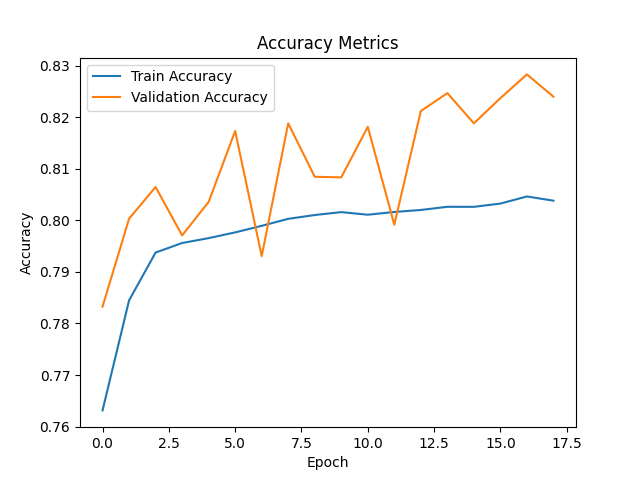 Accuracy Metrics
Train Accuracy
Validation Accuracy
0.83
0.82
0.81
0.80
0.79
0.78
0.77
0.76
Accuracy
0.0 2.5 5.0 7.5 10.0 12.5 15.0 17.5
Epoch